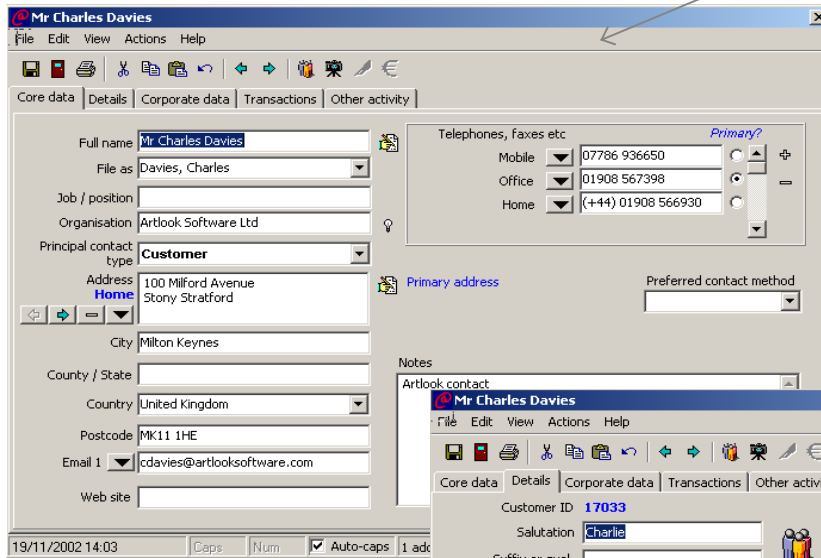 Mr Charles Davies
File Edit View Actions Help
Core data Details Corporate data Transactions Other activity
Full name Mr Charles Davies
File as Davies, Charles
Job / position
Organisation Artlook Software Ltd
Principal contact type Customer
Address 100 Milford Avenue
Home Stony Stratford
City Milton Keynes
County / State
Country United Kingdom
Postcode MK11 1HE
Email 1 cdavies@artlooksoftware.com
Web site
Telephones, faxes etc Primary?
Mobile 07786 936650
Office 01908 567398
Home (+44) 01908 566930
Primary address
Preferred contact method
Notes
Artlook contact
19/11/2002 14:03 Caps Num Auto-caps 1 add
Mr Charles Davies
File Edit View Actions Help
Core data Details Corporate data Transactions Other activ
Customer ID 17033
Salutation Charlie